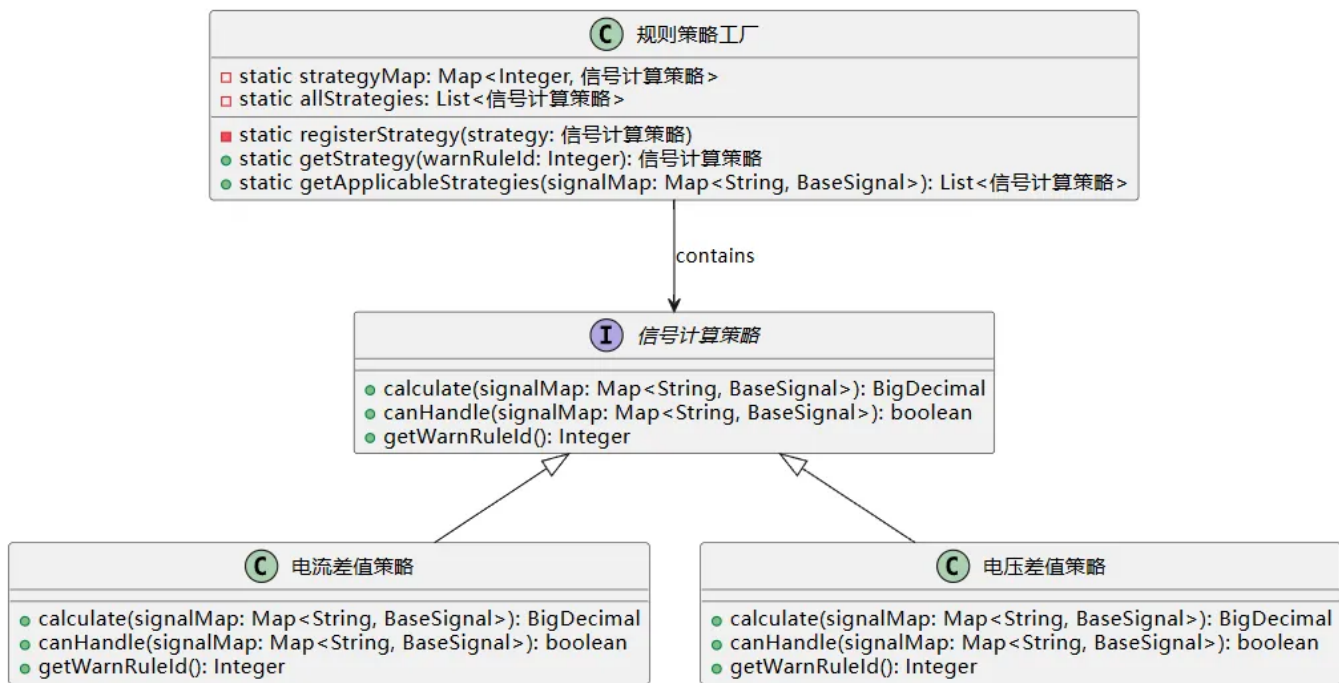 C 规则策略工厂
static strategyMap: Map<Integer, 信号计算策略>
static allStrategies: List<信号计算策略>
static registerStrategy(strategy: 信号计算策略)
static getStrategy(warnRuleId: Integer): 信号计算策略
static getApplicableStrategies(signalMap: Map<String, BaseSignal>): List<信号计算策略>
contains
I 信号计算策略
calculate(signalMap: Map<String, BaseSignal>): BigDecimal
canHandle(signalMap: Map<String, BaseSignal>): boolean
getWarnRuleId(): Integer
C 电流差值策略
calculate(signalMap: Map<String, BaseSignal>): BigDecimal
canHandle(signalMap: Map<String, BaseSignal>): boolean
getWarnRuleId(): Integer
C 电压差值策略
calculate(signalMap: Map<String, BaseSignal>): BigDecimal
canHandle(signalMap: Map<String, BaseSignal>): boolean
getWarnRuleId(): Integer